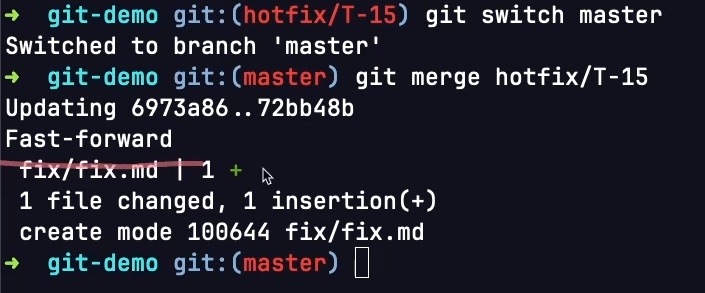 ➜  git-demo git:(hotfix/T-15) git switch master
Switched to branch 'master'
➜  git-demo git:(master) git merge hotfix/T-15
Updating 6973a86..72bb48b
Fast-forward
 fix/fix.md | 1 +
 1 file changed, 1 insertion(+)
 create mode 100644 fix/fix.md
➜  git-demo git:(master)